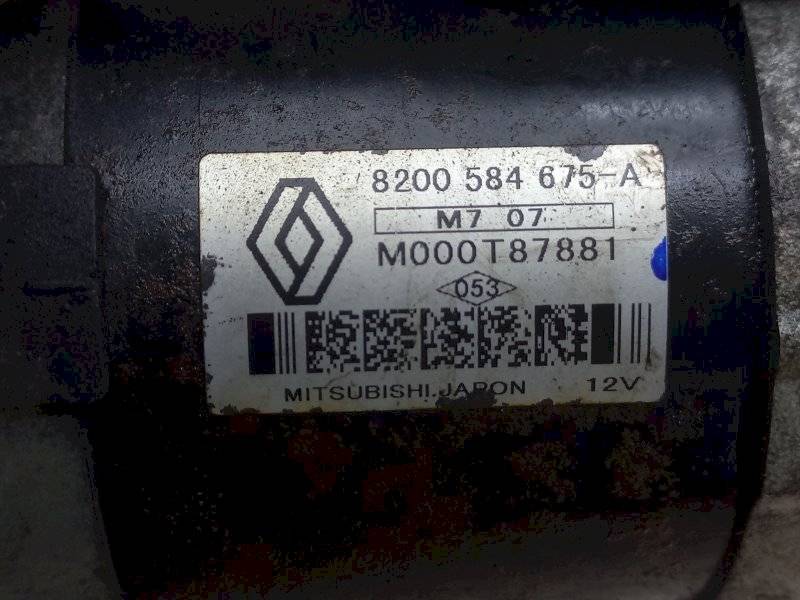 8200 584 675-A
M7 07
M000T87881
053
MITSUBISHI.JAPON 12V